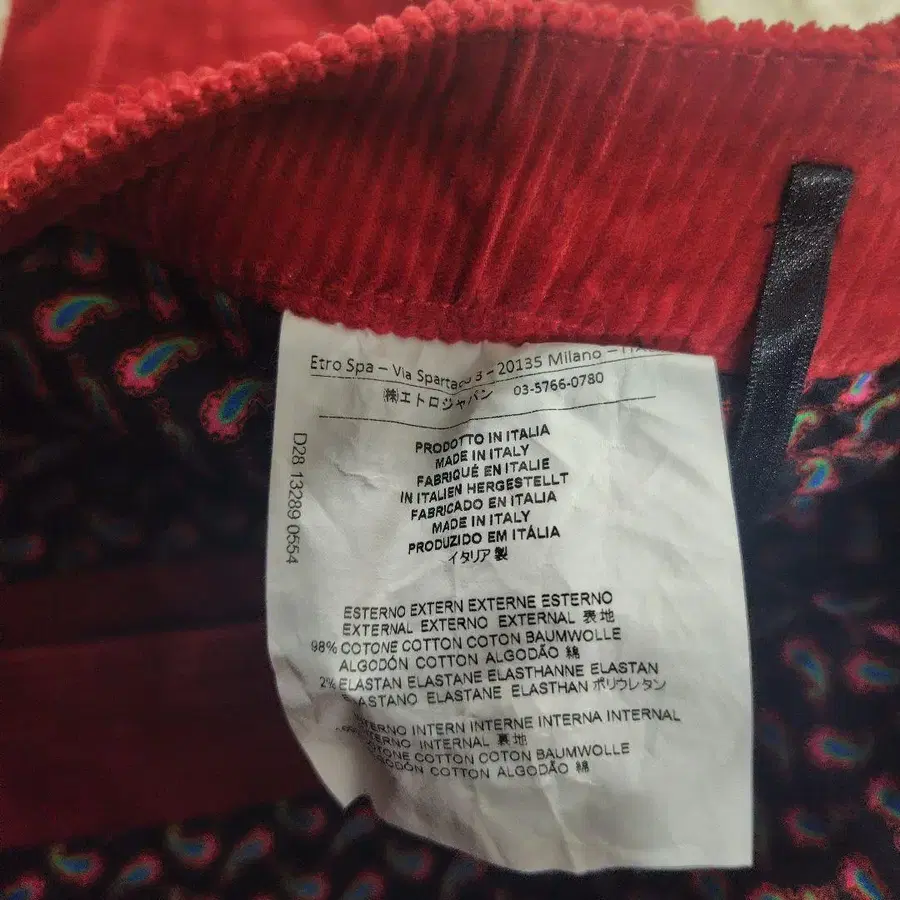 Etro Spa – Via Spartaco 3 – 20135 Milano –
㈱エトロジャパン 03-5766-0780
D28 13289 0554
PRODOTTO IN ITALIA
MADE IN ITALY
FABRIQUÉ EN ITALIE
IN ITALIEN HERGESTELLT
FABRICADO EN ITALIA
MADE IN ITALY
PRODUZIDO EM ITÁLIA
イタリア製
ESTERNO EXTERN EXTERNE ESTERNO
EXTERNAL EXTERNO EXTERNAL 表地
98% COTONE COTTON COTON BAUMWOLLE
ALGODÓN COTTON ALGODÃO 綿
2% ELASTAN ELASTANE ELASTHANNE ELASTAN
ELASTANO ELASTANE ELASTHAN ポリウレタン
INTERN INTERNE INTERNA INTERNAL
INTERNAL 裏地
COTTON COTON BAUMWOLLE
COTTON ALGODÃO 綿